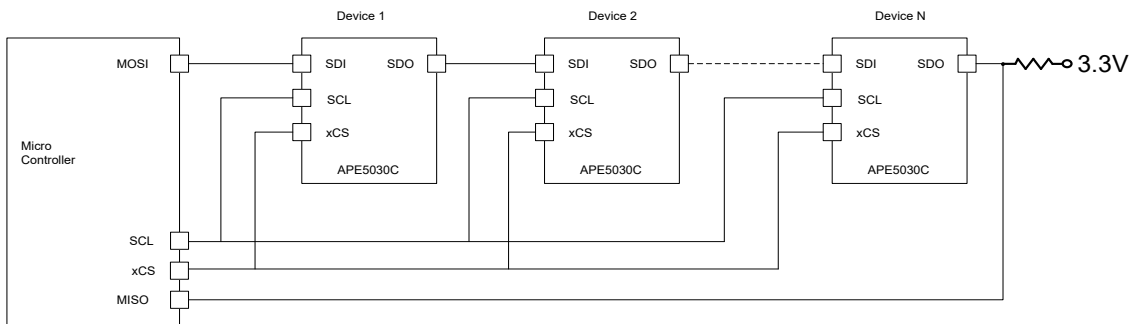 Device 1
Device 2
Device N
MOSI
SDI
SDO
SDI
SDO
SDI
SDO
3.3V
SCL
SCL
SCL
xCS
xCS
xCS
Micro
Controller
APE5030C
APE5030C
APE5030C
SCL
xCS
MISO